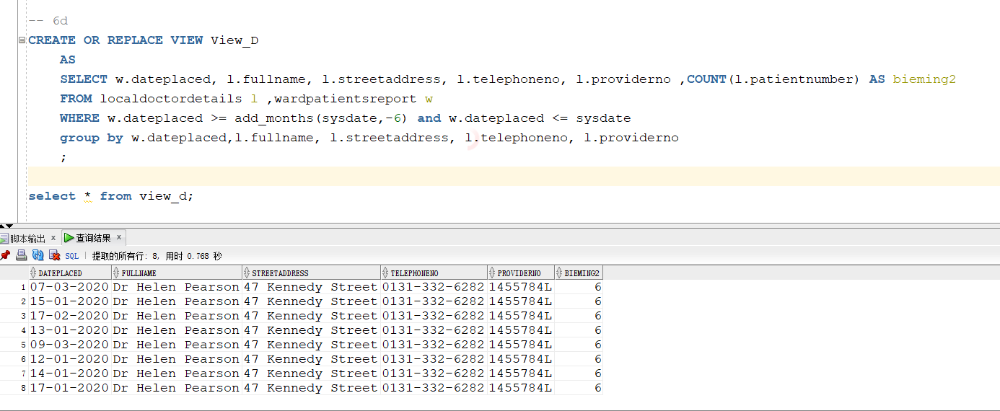 -- 6d
CREATE OR REPLACE VIEW View_D
AS
SELECT w.dateplaced, l.fullname, l.streetaddress, l.telephoneno, l.providerno ,COUNT(l.patientnumber) AS bieming2
FROM localdoctordetails l ,wardpatientsreport w
WHERE w.dateplaced >= add_months(sysdate,-6) and w.dateplaced <= sysdate
group by w.dateplaced,l.fullname, l.streetaddress, l.telephoneno, l.providerno
;
select * from view_d;
脚本输出 x 查询结果 x
SQL | 提取的所有行: 8, 用时 0.768 秒
DATEPLACED FULLNAME STREETADDRESS TELEPHONENO PROVIDERNO BIEMING2
1 07-03-2020 Dr Helen Pearson 47 Kennedy Street 0131-332-6282 1455784L 6
2 15-01-2020 Dr Helen Pearson 47 Kennedy Street 0131-332-6282 1455784L 6
3 17-02-2020 Dr Helen Pearson 47 Kennedy Street 0131-332-6282 1455784L 6
4 13-01-2020 Dr Helen Pearson 47 Kennedy Street 0131-332-6282 1455784L 6
5 09-03-2020 Dr Helen Pearson 47 Kennedy Street 0131-332-6282 1455784L 6
6 12-01-2020 Dr Helen Pearson 47 Kennedy Street 0131-332-6282 1455784L 6
7 14-01-2020 Dr Helen Pearson 47 Kennedy Street 0131-332-6282 1455784L 6
8 17-01-2020 Dr Helen Pearson 47 Kennedy Street 0131-332-6282 1455784L 6